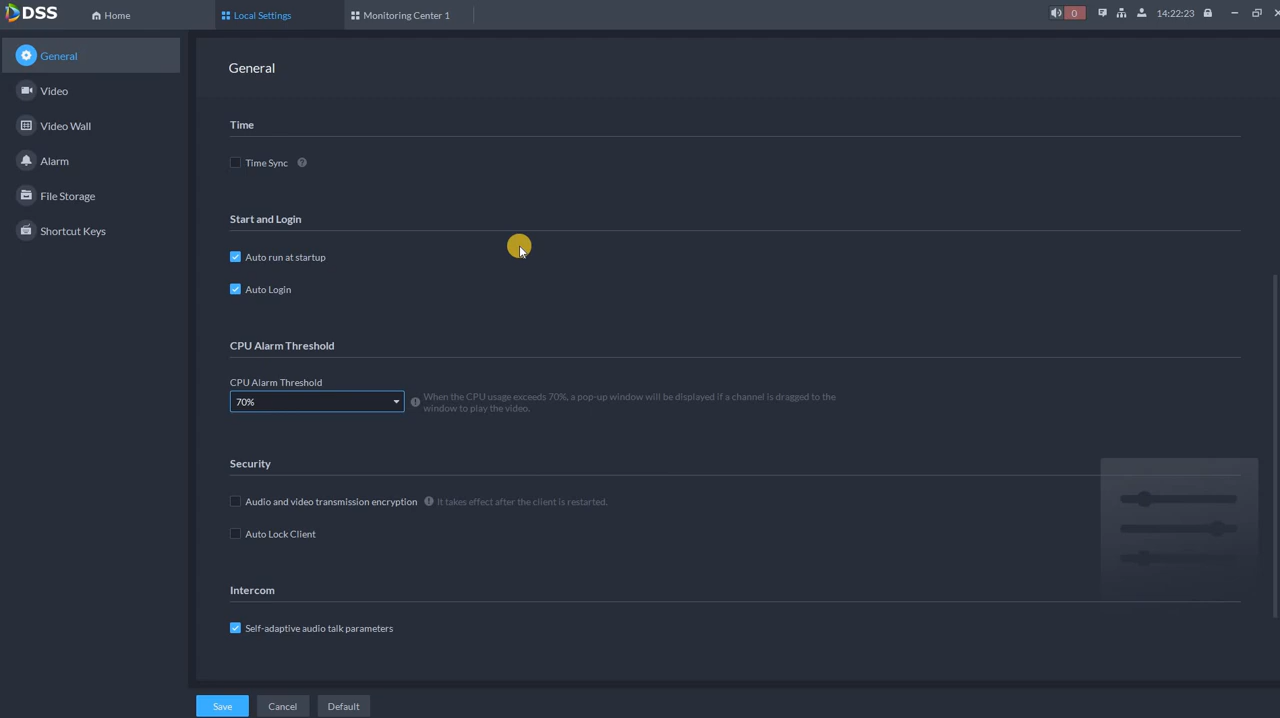 DSS
Home
Local Settings
Monitoring Center 1
0
14:22:23
General
Video
Video Wall
Alarm
File Storage
Shortcut Keys
General
Time
Time Sync
Start and Login
Auto run at startup
Auto Login
CPU Alarm Threshold
CPU Alarm Threshold
70%
When the CPU usage exceeds 70%, a pop-up window will be displayed if a channel is dragged to the
window to play the video.
Security
Audio and video transmission encryption
It takes effect after the client is restarted.
Auto Lock Client
Intercom
Self-adaptive audio talk parameters
Save
Cancel
Default